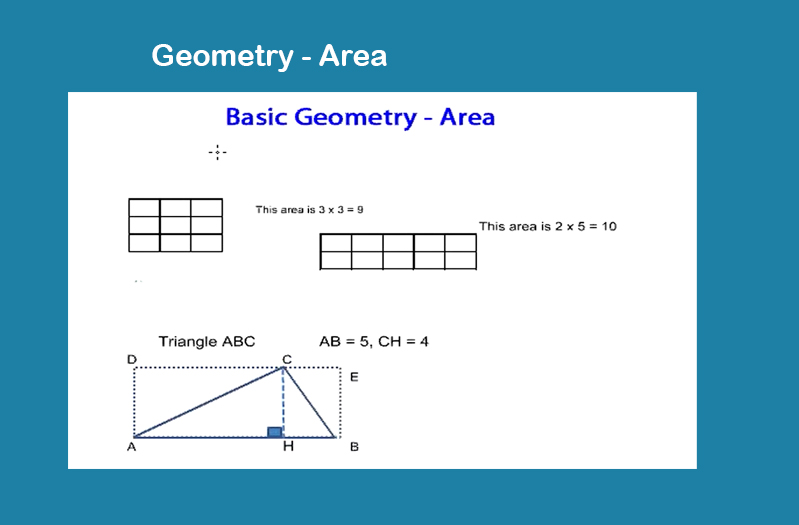 Geometry - Area
Basic Geometry - Area
This area is 3 x 3 = 9
This area is 2 x 5 = 10
Triangle ABC
AB = 5, CH = 4
D
C
E
A
H
B